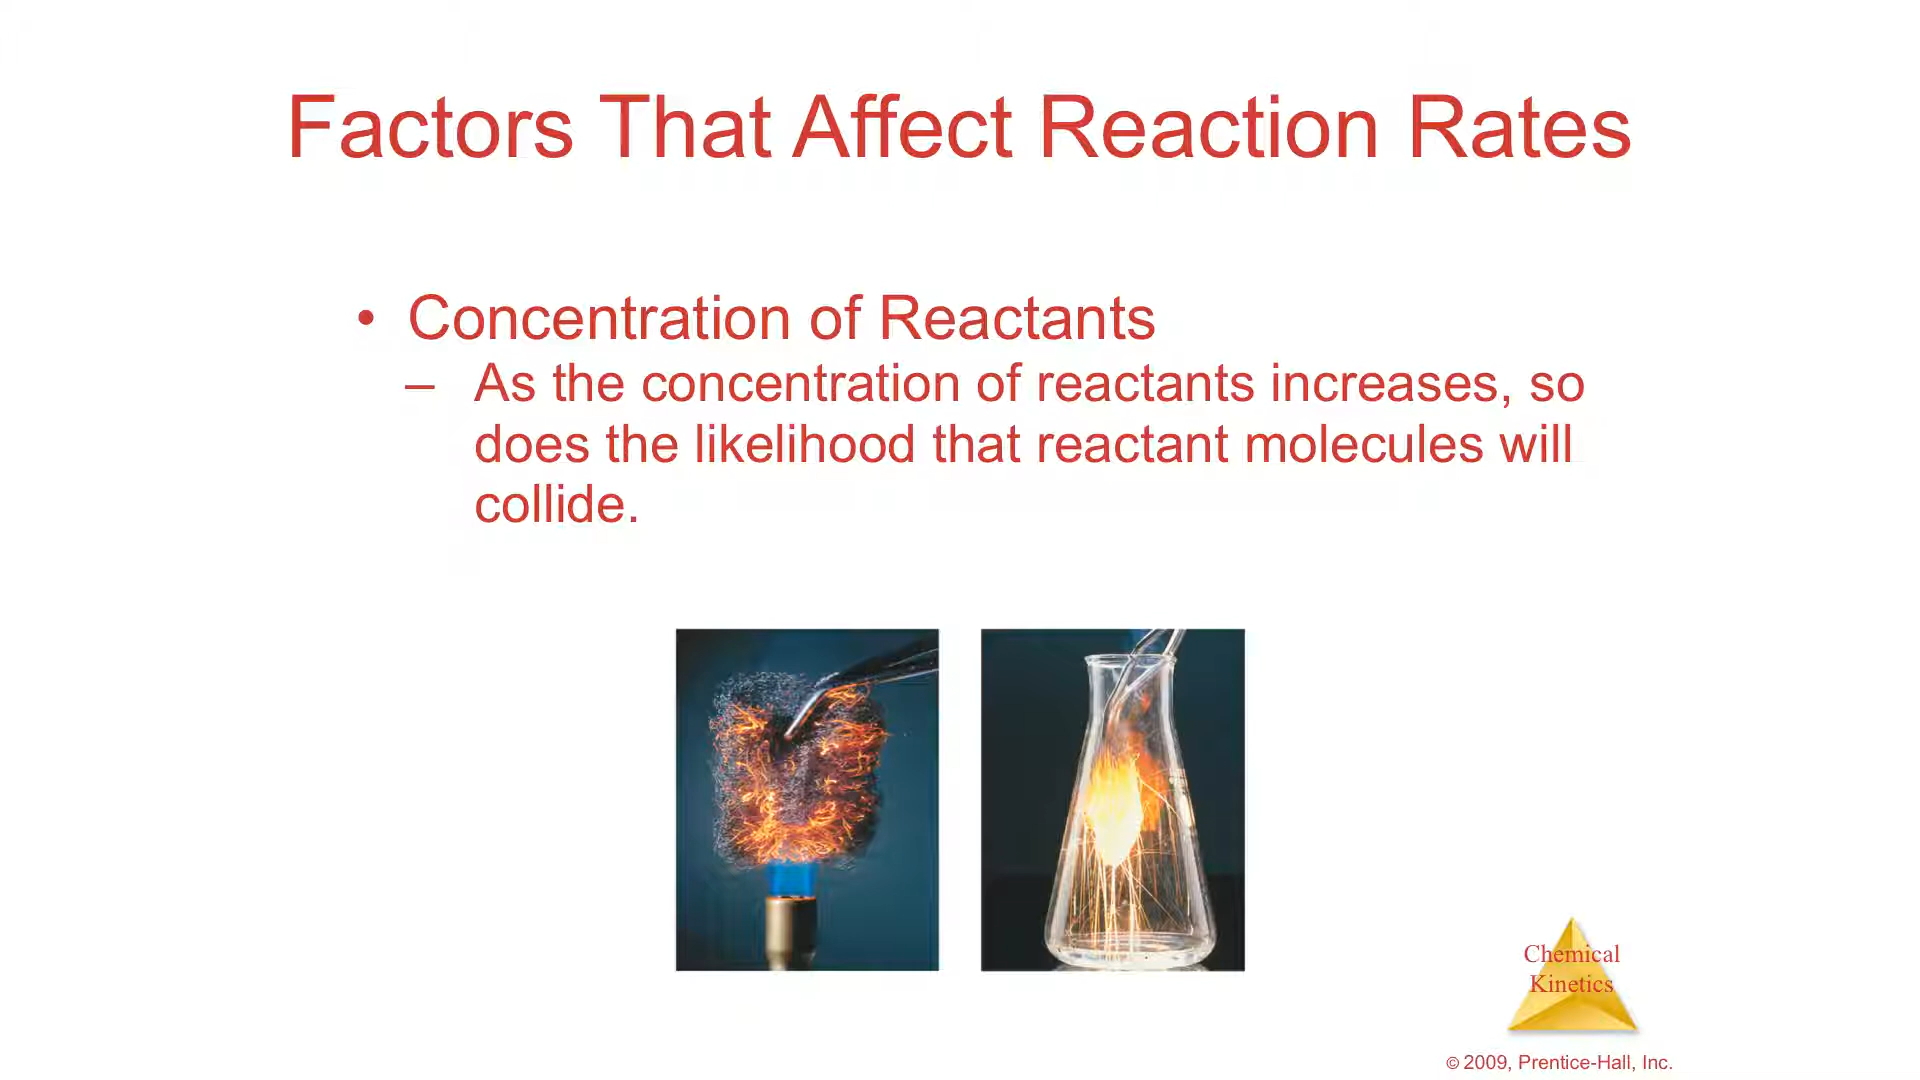 Factors That Affect Reaction Rates
• Concentration of Reactants
– As the concentration of reactants increases, so
does the likelihood that reactant molecules will
collide.
Chemical
Kinetics
© 2009, Prentice-Hall, Inc.